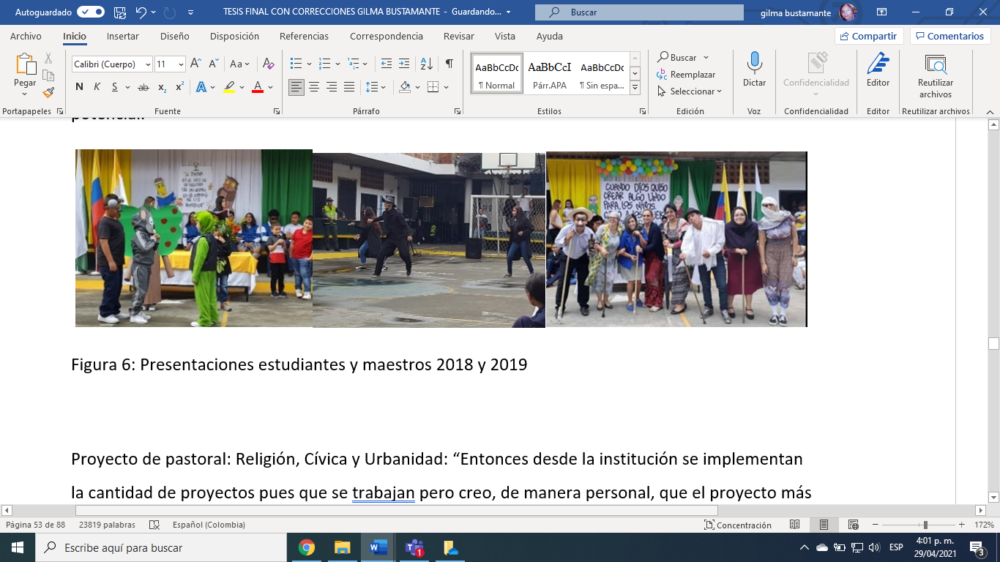 Autoguardado
TESIS FINAL CON CORRECCIONES GILMA BUSTAMANTE - Guardando...
Buscar
gilma bustamante
Archivo Inicio Insertar Diseño Disposición Referencias Correspondencia Revisar Vista Ayuda
Compartir Comentarios
Pegar
Portapapeles
Calibri (Cuerpo) 11
Aa
N K S ab x2 x2 A A
Fuente
Párrafo
AaBbCcDc AaBbCcI AaBbCcDc
¶ Normal Párr.APA ¶ Sin espa...
Estilos
Buscar
Reemplazar
Seleccionar
Edición
Dictar
Voz
Confidencialidad
Confidencialidad
Editor
Editor
Reutilizar archivos
Reutilizar archivos
potencial.
CUANDO DIOS QUISO
CREAR ALGO LINDO
PARA LOS NIÑOS
Figura 6: Presentaciones estudiantes y maestros 2018 y 2019
Proyecto de pastoral: Religión, Cívica y Urbanidad: “Entonces desde la institución se implementan
la cantidad de proyectos pues que se trabajan pero creo, de manera personal, que el proyecto más
Página 53 de 88 23819 palabras Español (Colombia) Concentración 172%
Escribe aquí para buscar
1
ESP
4:01 p. m.
29/04/2021
3